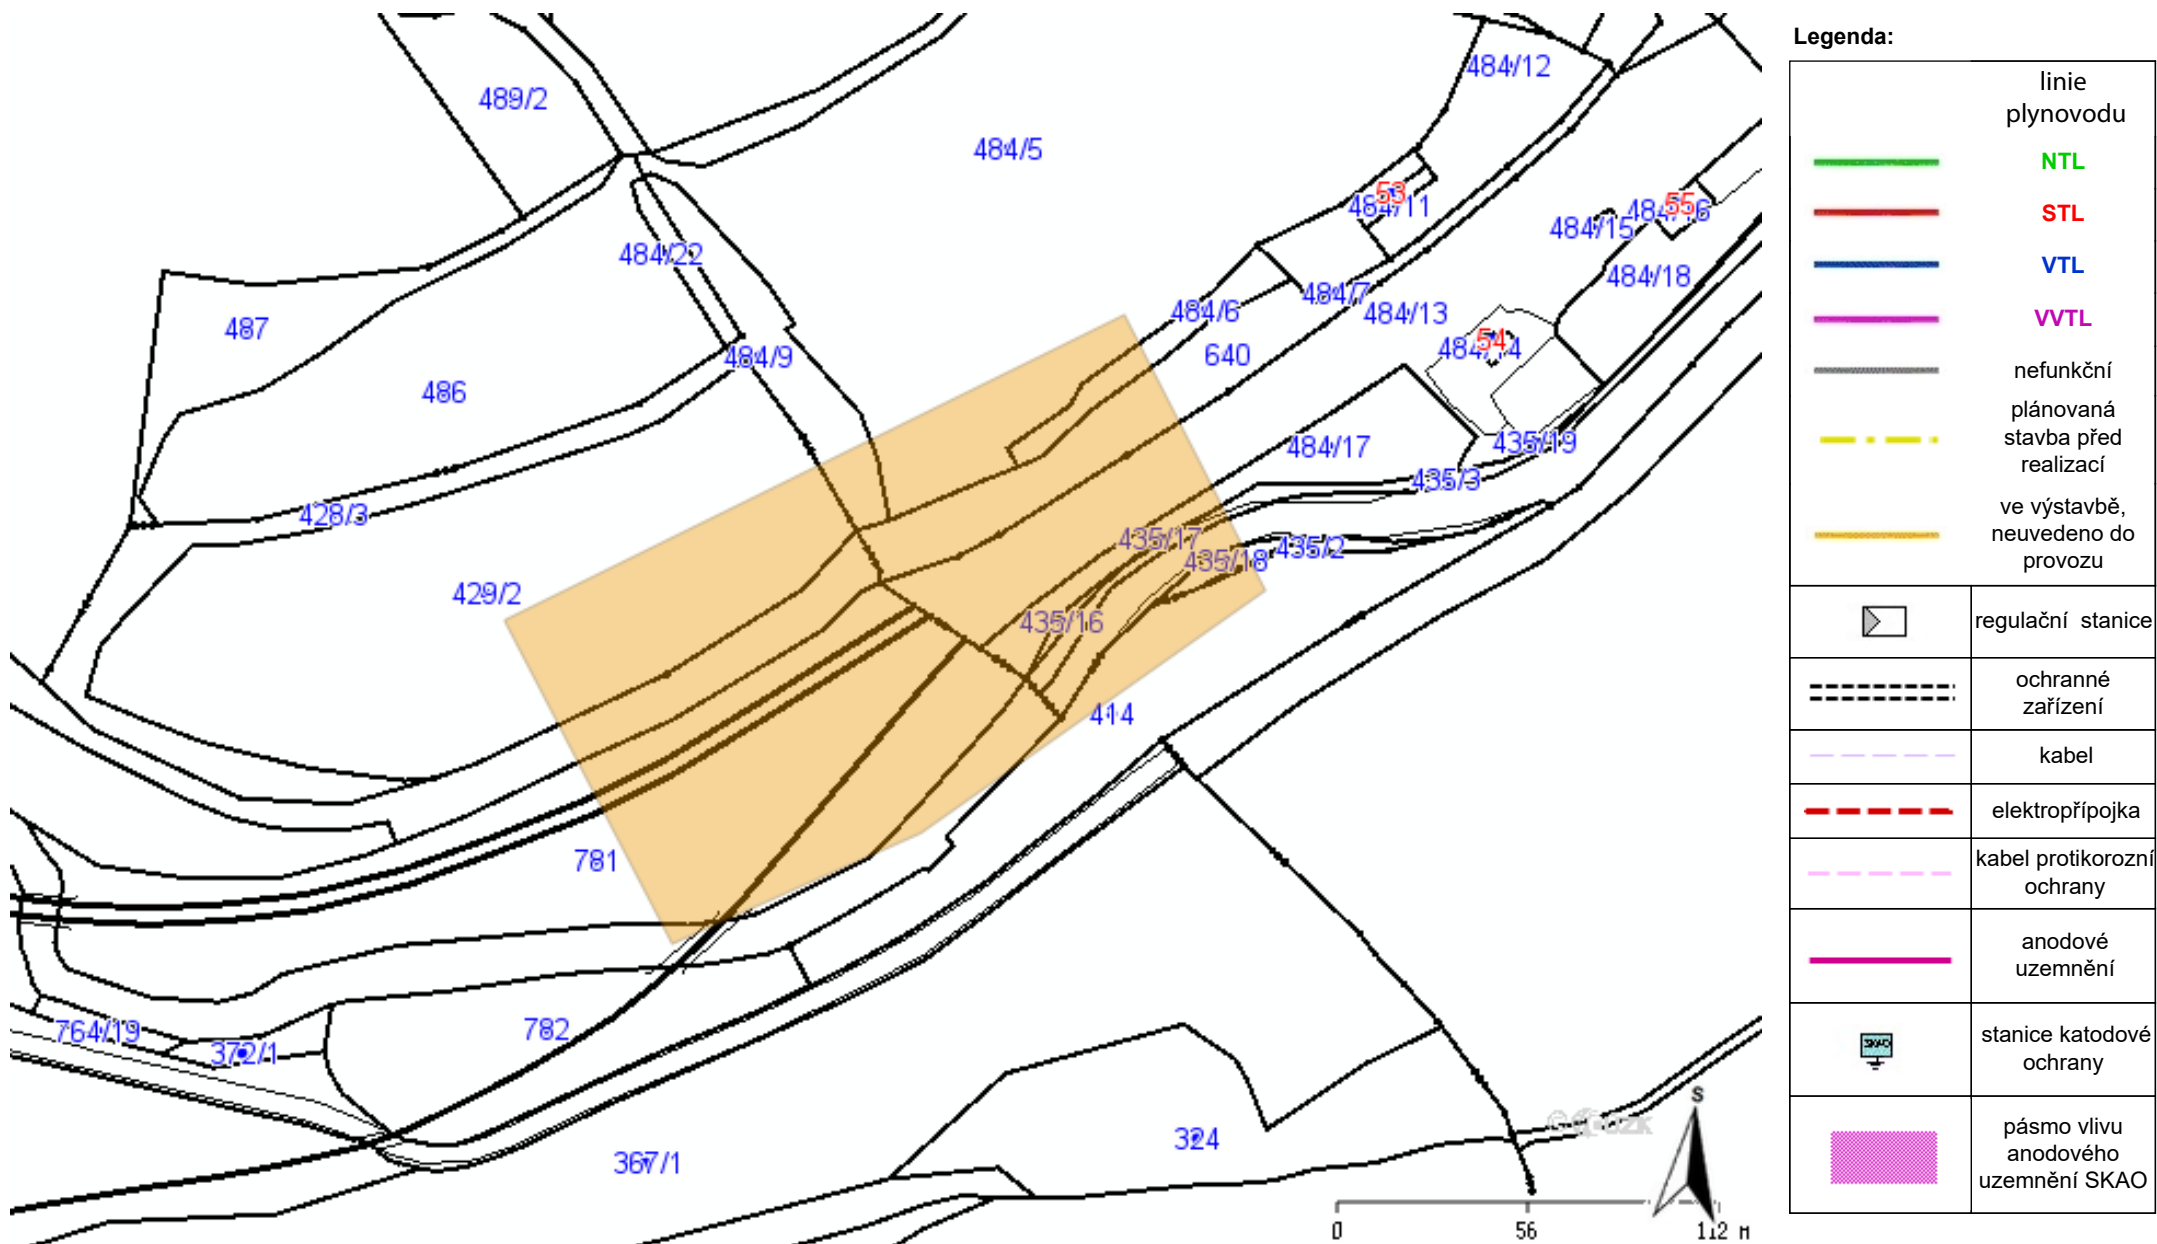 489/2
484/12
484/5
53
484/11
484/15
55
484/22
484/18
487
484/6
484/7
484/13
54
484/14
484/9
640
486
484/17
435/19
435/3
428/3
435/17
435/2
435/18
429/2
435/16
414
781
782
764/19
372/1
367/1
324
S
0
56
112 M
Legenda:
linie
plynovodu
NTL
STL
VTL
VVTL
nefunkční
plánovaná
stavba před
realizací
ve výstavbě,
neuvedeno do
provozu
regulační stanice
ochranné
zařízení
kabel
elektropřípojka
kabel protikorozní
ochrany
anodové
uzemnění
SKAO
stanice katodové
ochrany
pásmo vlivu
anodového
uzemnění SKAO